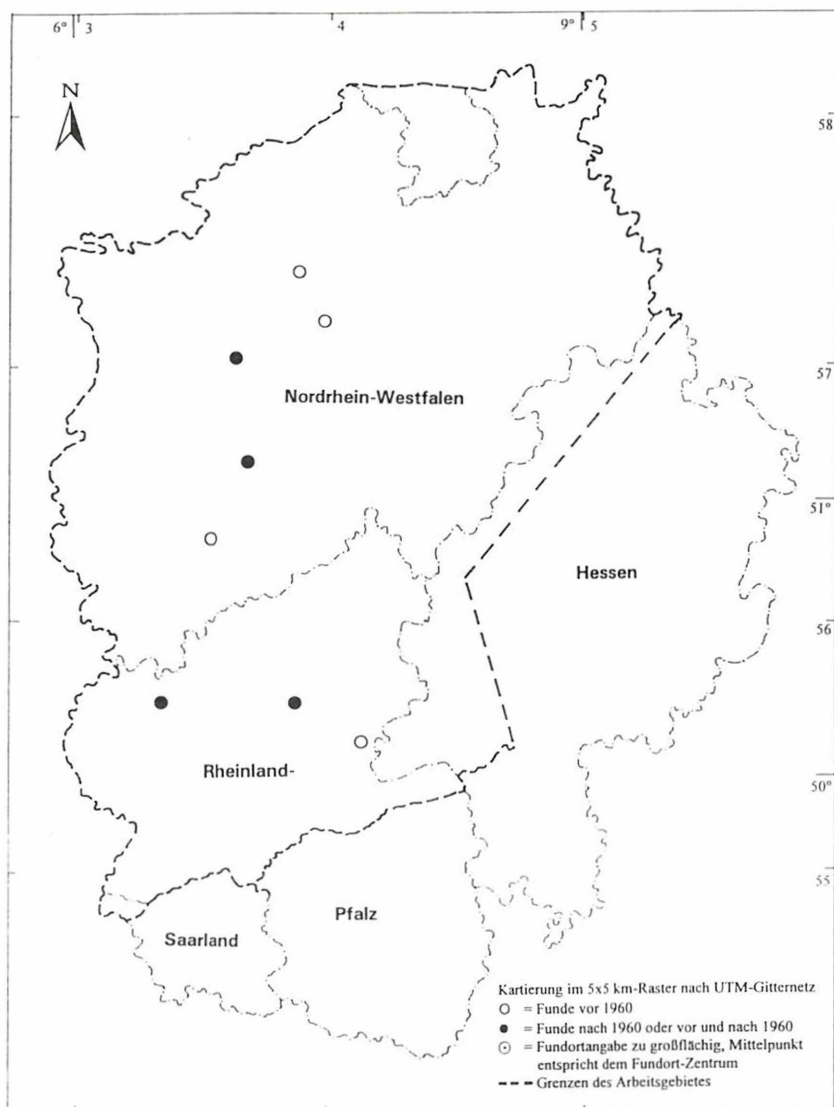 6° 3 4 9° 5
N
58
57
Nordrhein-Westfalen
51°
Hessen
56
Rheinland-
50°
55
Pfalz
Saarland
Kartierung im 5x5 km-Raster nach UTM-Gitternetz
= Funde vor 1960
= Funde nach 1960 oder vor und nach 1960
= Fundortangabe zu großflächig, Mittelpunkt
entspricht dem Fundort-Zentrum
Grenzen des Arbeitsgebietes